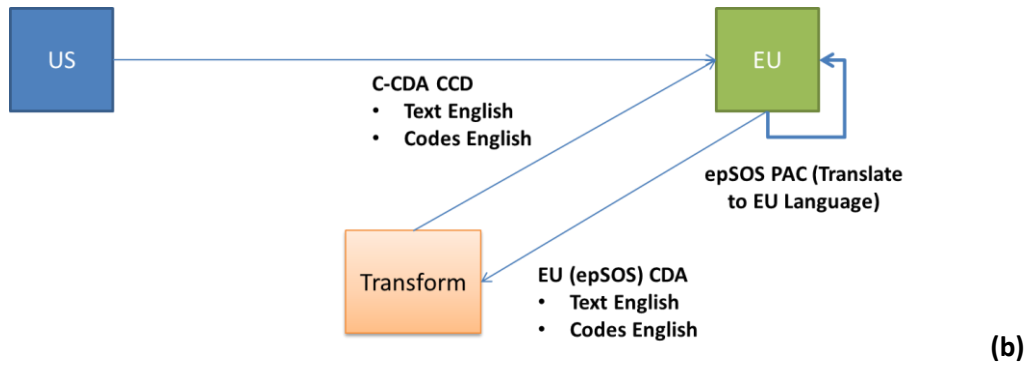 US
EU
C-CDA CCD
• Text English
• Codes English
epSOS PAC (Translate
to EU Language)
Transform
EU (epSOS) CDA
• Text English
• Codes English
(b)